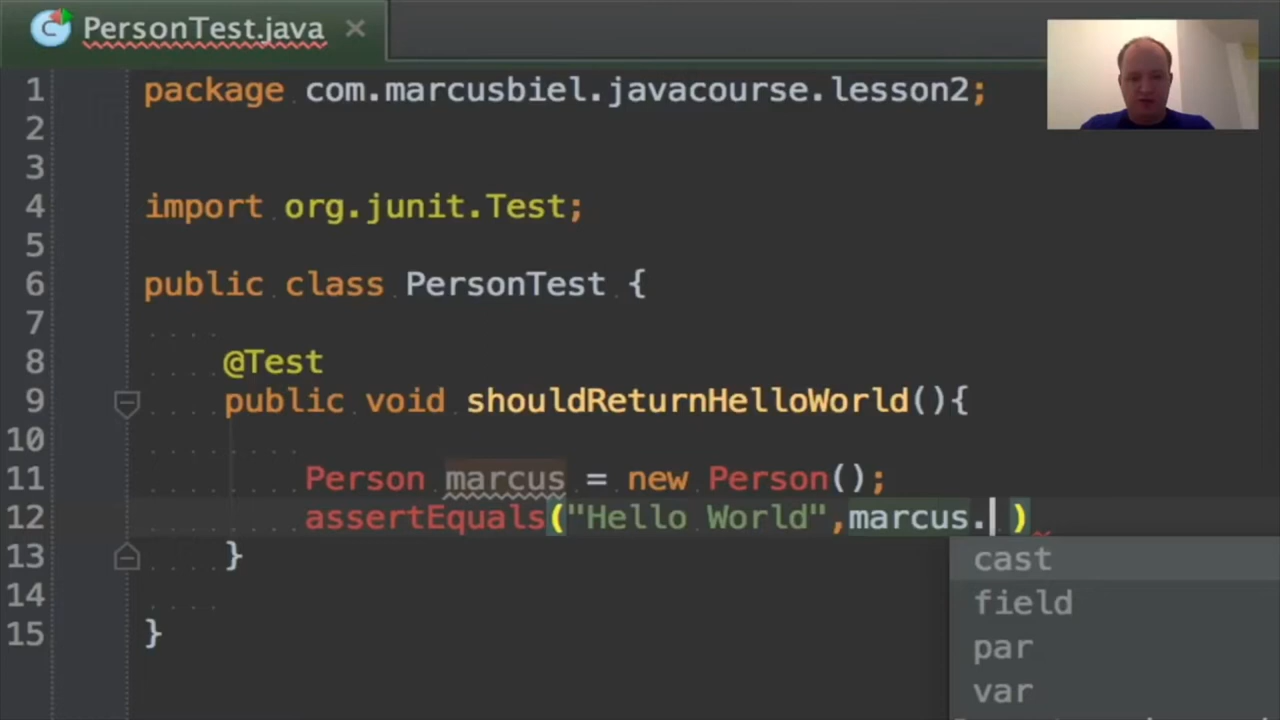 PersonTest.java
1 package com.marcusbiel.javacourse.lesson2;
2
3
4 import org.junit.Test;
5
6 public class PersonTest {
7
8 @Test
9 public void shouldReturnHelloWorld(){
10
11 Person marcus = new Person();
12 assertEquals("Hello World",marcus. )
13 }
14
15 }
cast
field
par
var